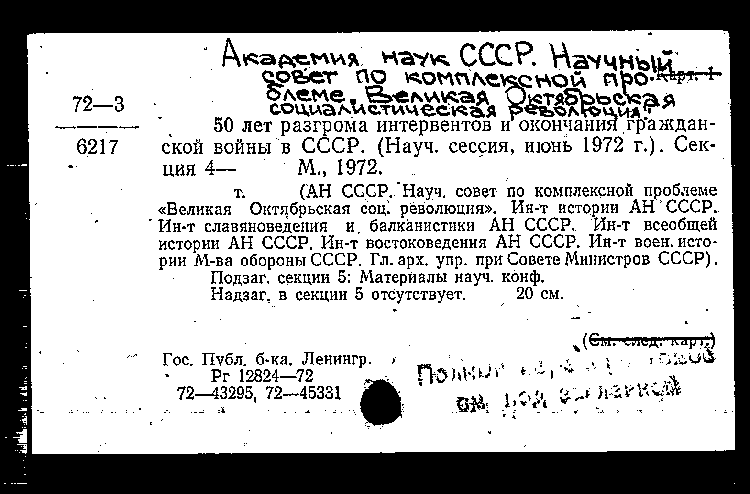 Академия наук СССР. Научный
совет по комплексной про- Карт. 1
блеме "Великая Октябрьская
социалистическая революция".
72—3
6217
50 лет разгрома интервентов и окончания граждан-
ской войны в СССР. (Науч. сессия, июнь 1972 г.). Сек-
ция 4— М., 1972.
т. (АН СССР. Науч. совет по комплексной проблеме
«Великая Октябрьская соц. революция». Ин-т истории АН СССР.
Ин-т славяноведения и балканистики АН СССР. Ин-т всеобщей
истории АН СССР. Ин-т востоковедения АН СССР. Ин-т воен. исто-
рии М-ва обороны СССР. Гл. арх. упр. при Совете Министров СССР).
Подзаг. секции 5: Материалы науч. конф.
Надзаг. в секции 5 отсутствует. 20 см.
(См. след. карт.)
Гос. Публ. б-ка. Ленингр.
Рг 12824—72
72—43295, 72—45331